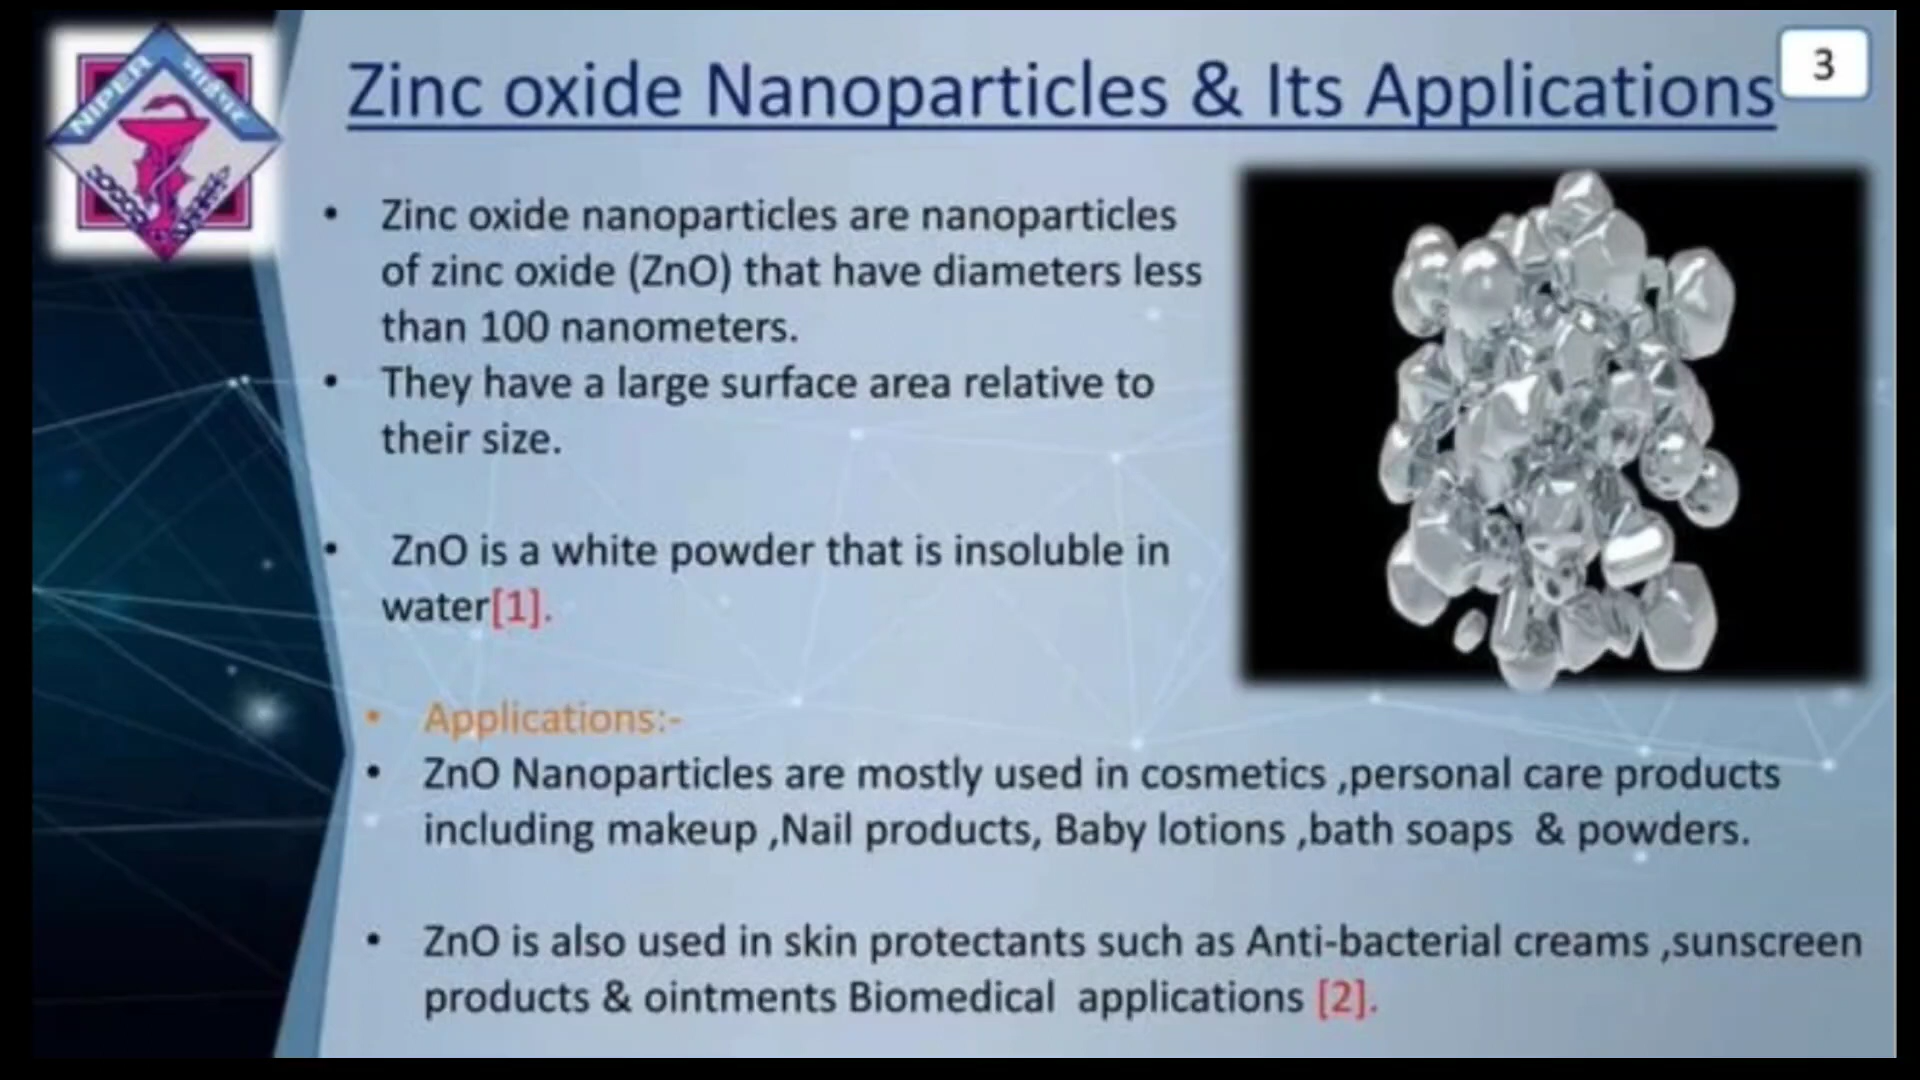 NIPER
Zinc oxide Nanoparticles & Its Applications
3
• Zinc oxide nanoparticles are nanoparticles
of zinc oxide (ZnO) that have diameters less
than 100 nanometers.
• They have a large surface area relative to
their size.
• ZnO is a white powder that is insoluble in
water[1].
• Applications:-
• ZnO Nanoparticles are mostly used in cosmetics ,personal care products
including makeup ,Nail products, Baby lotions ,bath soaps & powders.
• ZnO is also used in skin protectants such as Anti-bacterial creams ,sunscreen
products & ointments Biomedical applications [2].